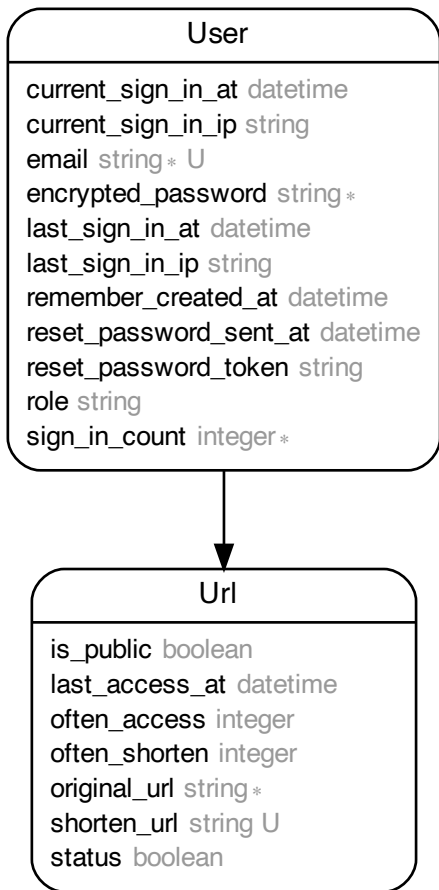 User
current_sign_in_at datetime
current_sign_in_ip string
email string∗ U
encrypted_password string∗
last_sign_in_at datetime
last_sign_in_ip string
remember_created_at datetime
reset_password_sent_at datetime
reset_password_token string
role string
sign_in_count integer∗
Url
is_public boolean
last_access_at datetime
often_access integer
often_shorten integer
original_url string∗
shorten_url string U
status boolean